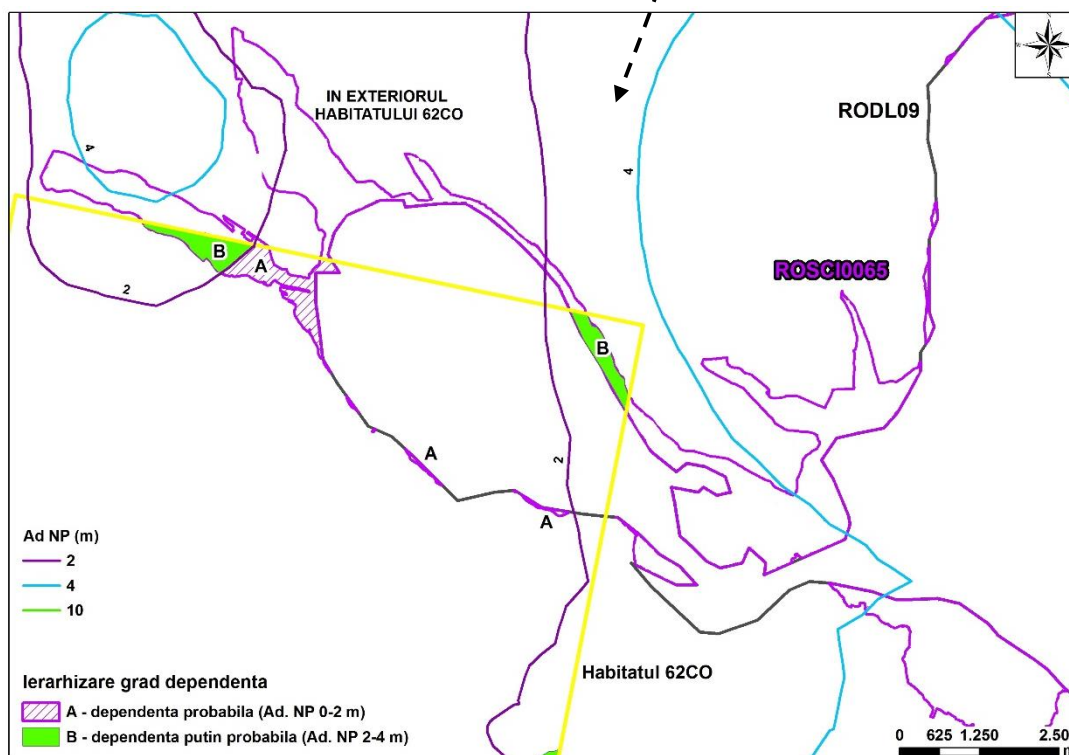 IN EXTERIORUL
HABITATULUI 62CO
RODL09
4
4
B
A
2
ROSCI0065
B
A
2
A
Ad NP (m)
2
4
10
Habitatul 62CO
Ierarhizare grad dependenta
A - dependenta probabila (Ad. NP 0-2 m)
B - dependenta putin probabila (Ad. NP 2-4 m)
0 625 1.250 2.50